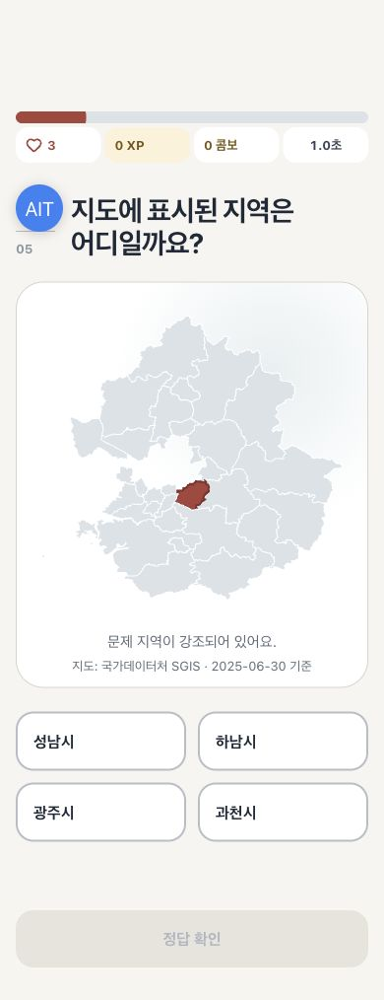 3
0 XP
0 콤보
1.0초
AIT
05
지도에 표시된 지역은
어디일까요?
문제 지역이 강조되어 있어요.
지도: 국가데이터처 SGIS · 2025-06-30 기준
성남시
하남시
광주시
과천시
정답 확인